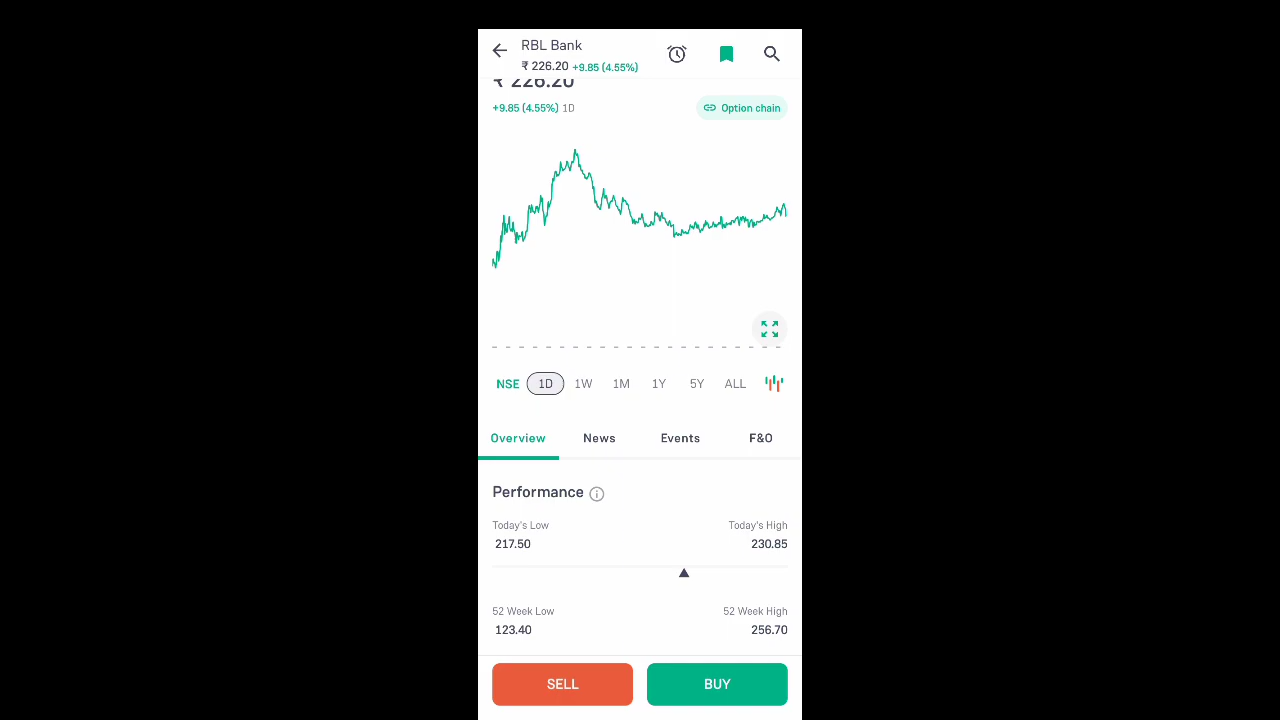 RBL Bank
₹ 226.20 +9.85 (4.55%)
₹ 226.20
+9.85 (4.55%) 1D
Option chain
NSE 1D 1W 1M 1Y 5Y ALL
Overview News Events F&O
Performance
Today's Low Today's High
217.50 230.85
52 Week Low 52 Week High
123.40 256.70
SELL BUY